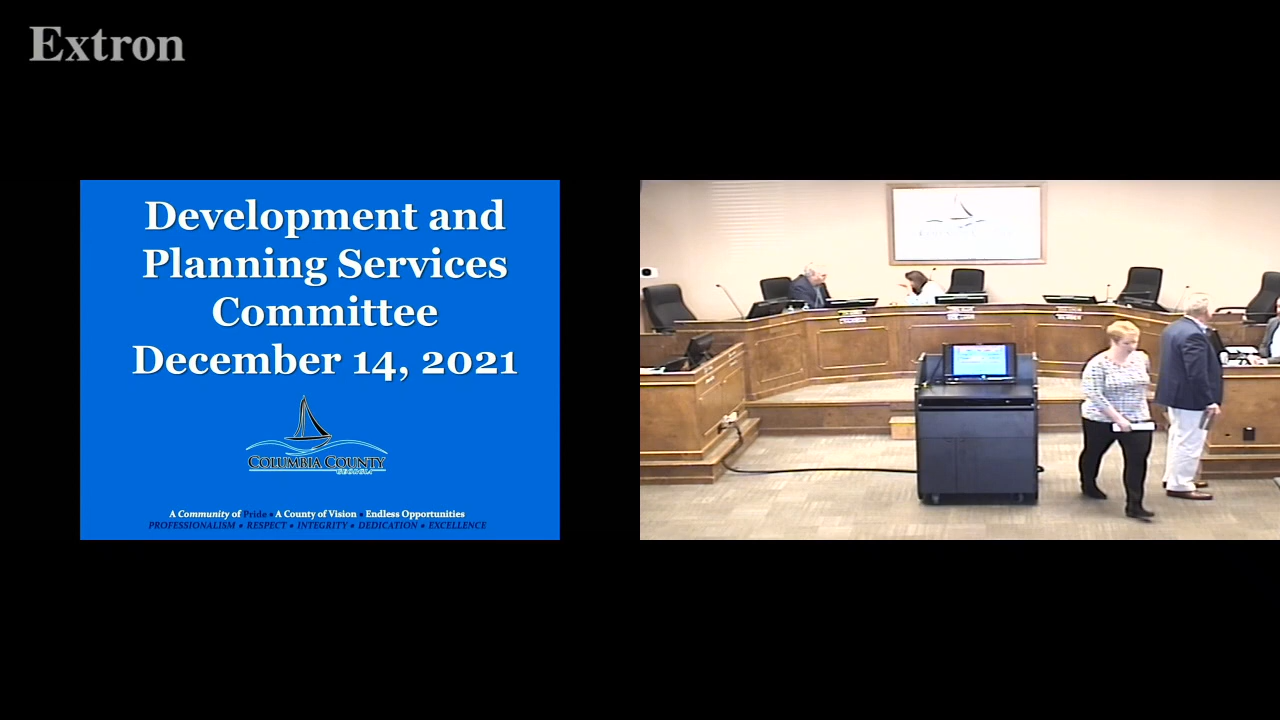 Extron
Development and
Planning Services
Committee
December 14, 2021
COLUMBIA COUNTY
GEORGIA
A Community of Pride • A County of Vision • Endless Opportunities
PROFESSIONALISM • RESPECT • INTEGRITY • DEDICATION • EXCELLENCE